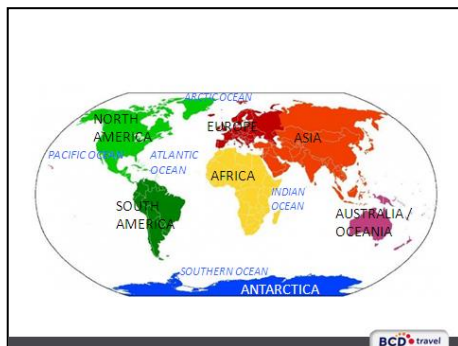 ARCTIC OCEAN
NORTH
AMERICA
EUROPE
ASIA
PACIFIC OCEAN
ATLANTIC
OCEAN
AFRICA
INDIAN
OCEAN
SOUTH
AMERICA
AUSTRALIA /
OCEANIA
SOUTHERN OCEAN
ANTARCTICA
BCD travel